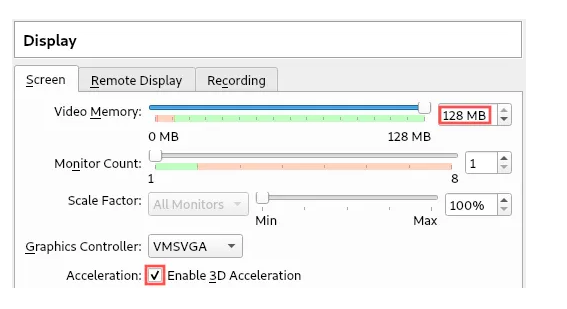 Display
Screen Remote Display Recording
Video Memory: 128 MB
0 MB 128 MB
Monitor Count: 1
1 8
Scale Factor: All Monitors 100%
Min Max
Graphics Controller: VMSVGA
Acceleration: Enable 3D Acceleration